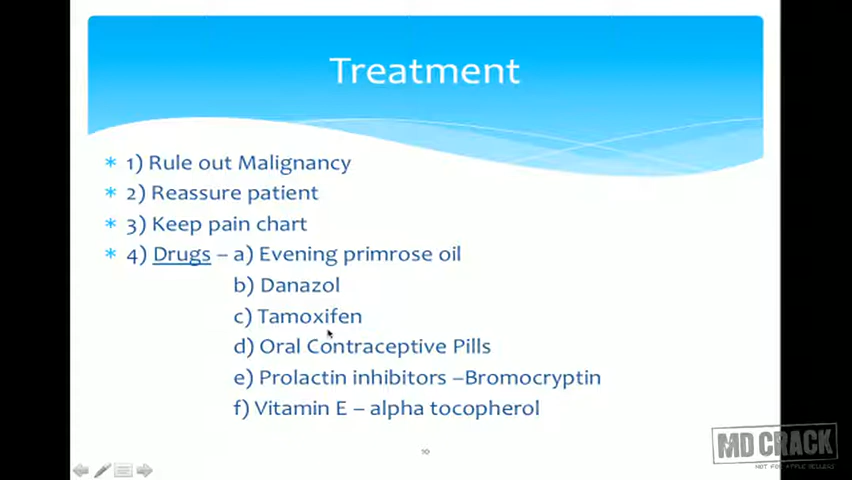 Treatment
* 1) Rule out Malignancy
* 2) Reassure patient
* 3) Keep pain chart
* 4) Drugs – a) Evening primrose oil
b) Danazol
c) Tamoxifen
d) Oral Contraceptive Pills
e) Prolactin inhibitors –Bromocryptin
f) Vitamin E – alpha tocopherol
10
MD CRACK